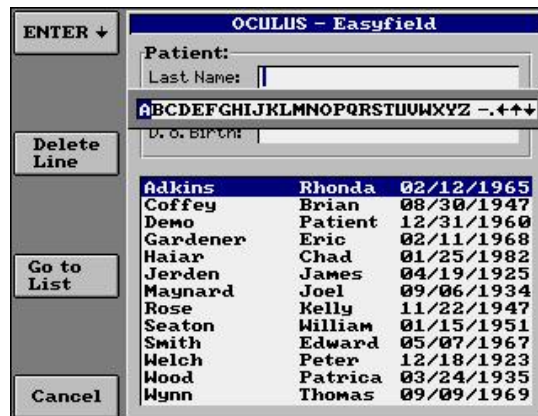 OCULUS - Easyfield
ENTER ↓
Patient:
Last Name:
ABCDEFGHIJKLMNOPQRSTUVWXYZ -.←↑→↓
D.o.Birth:
Delete
Line
Adkins Rhonda 02/12/1965
Coffey Brian 08/30/1947
Demo Patient 12/31/1960
Gardener Eric 02/11/1968
Haiar Chad 01/25/1982
Go to
List
Jerden James 04/19/1925
Maynard Joel 09/06/1934
Rose Kelly 11/22/1947
Seaton William 01/15/1951
Smith Edward 05/07/1967
Welch Peter 12/18/1923
Wood Patrica 03/24/1935
Wynn Thomas 09/09/1969
Cancel